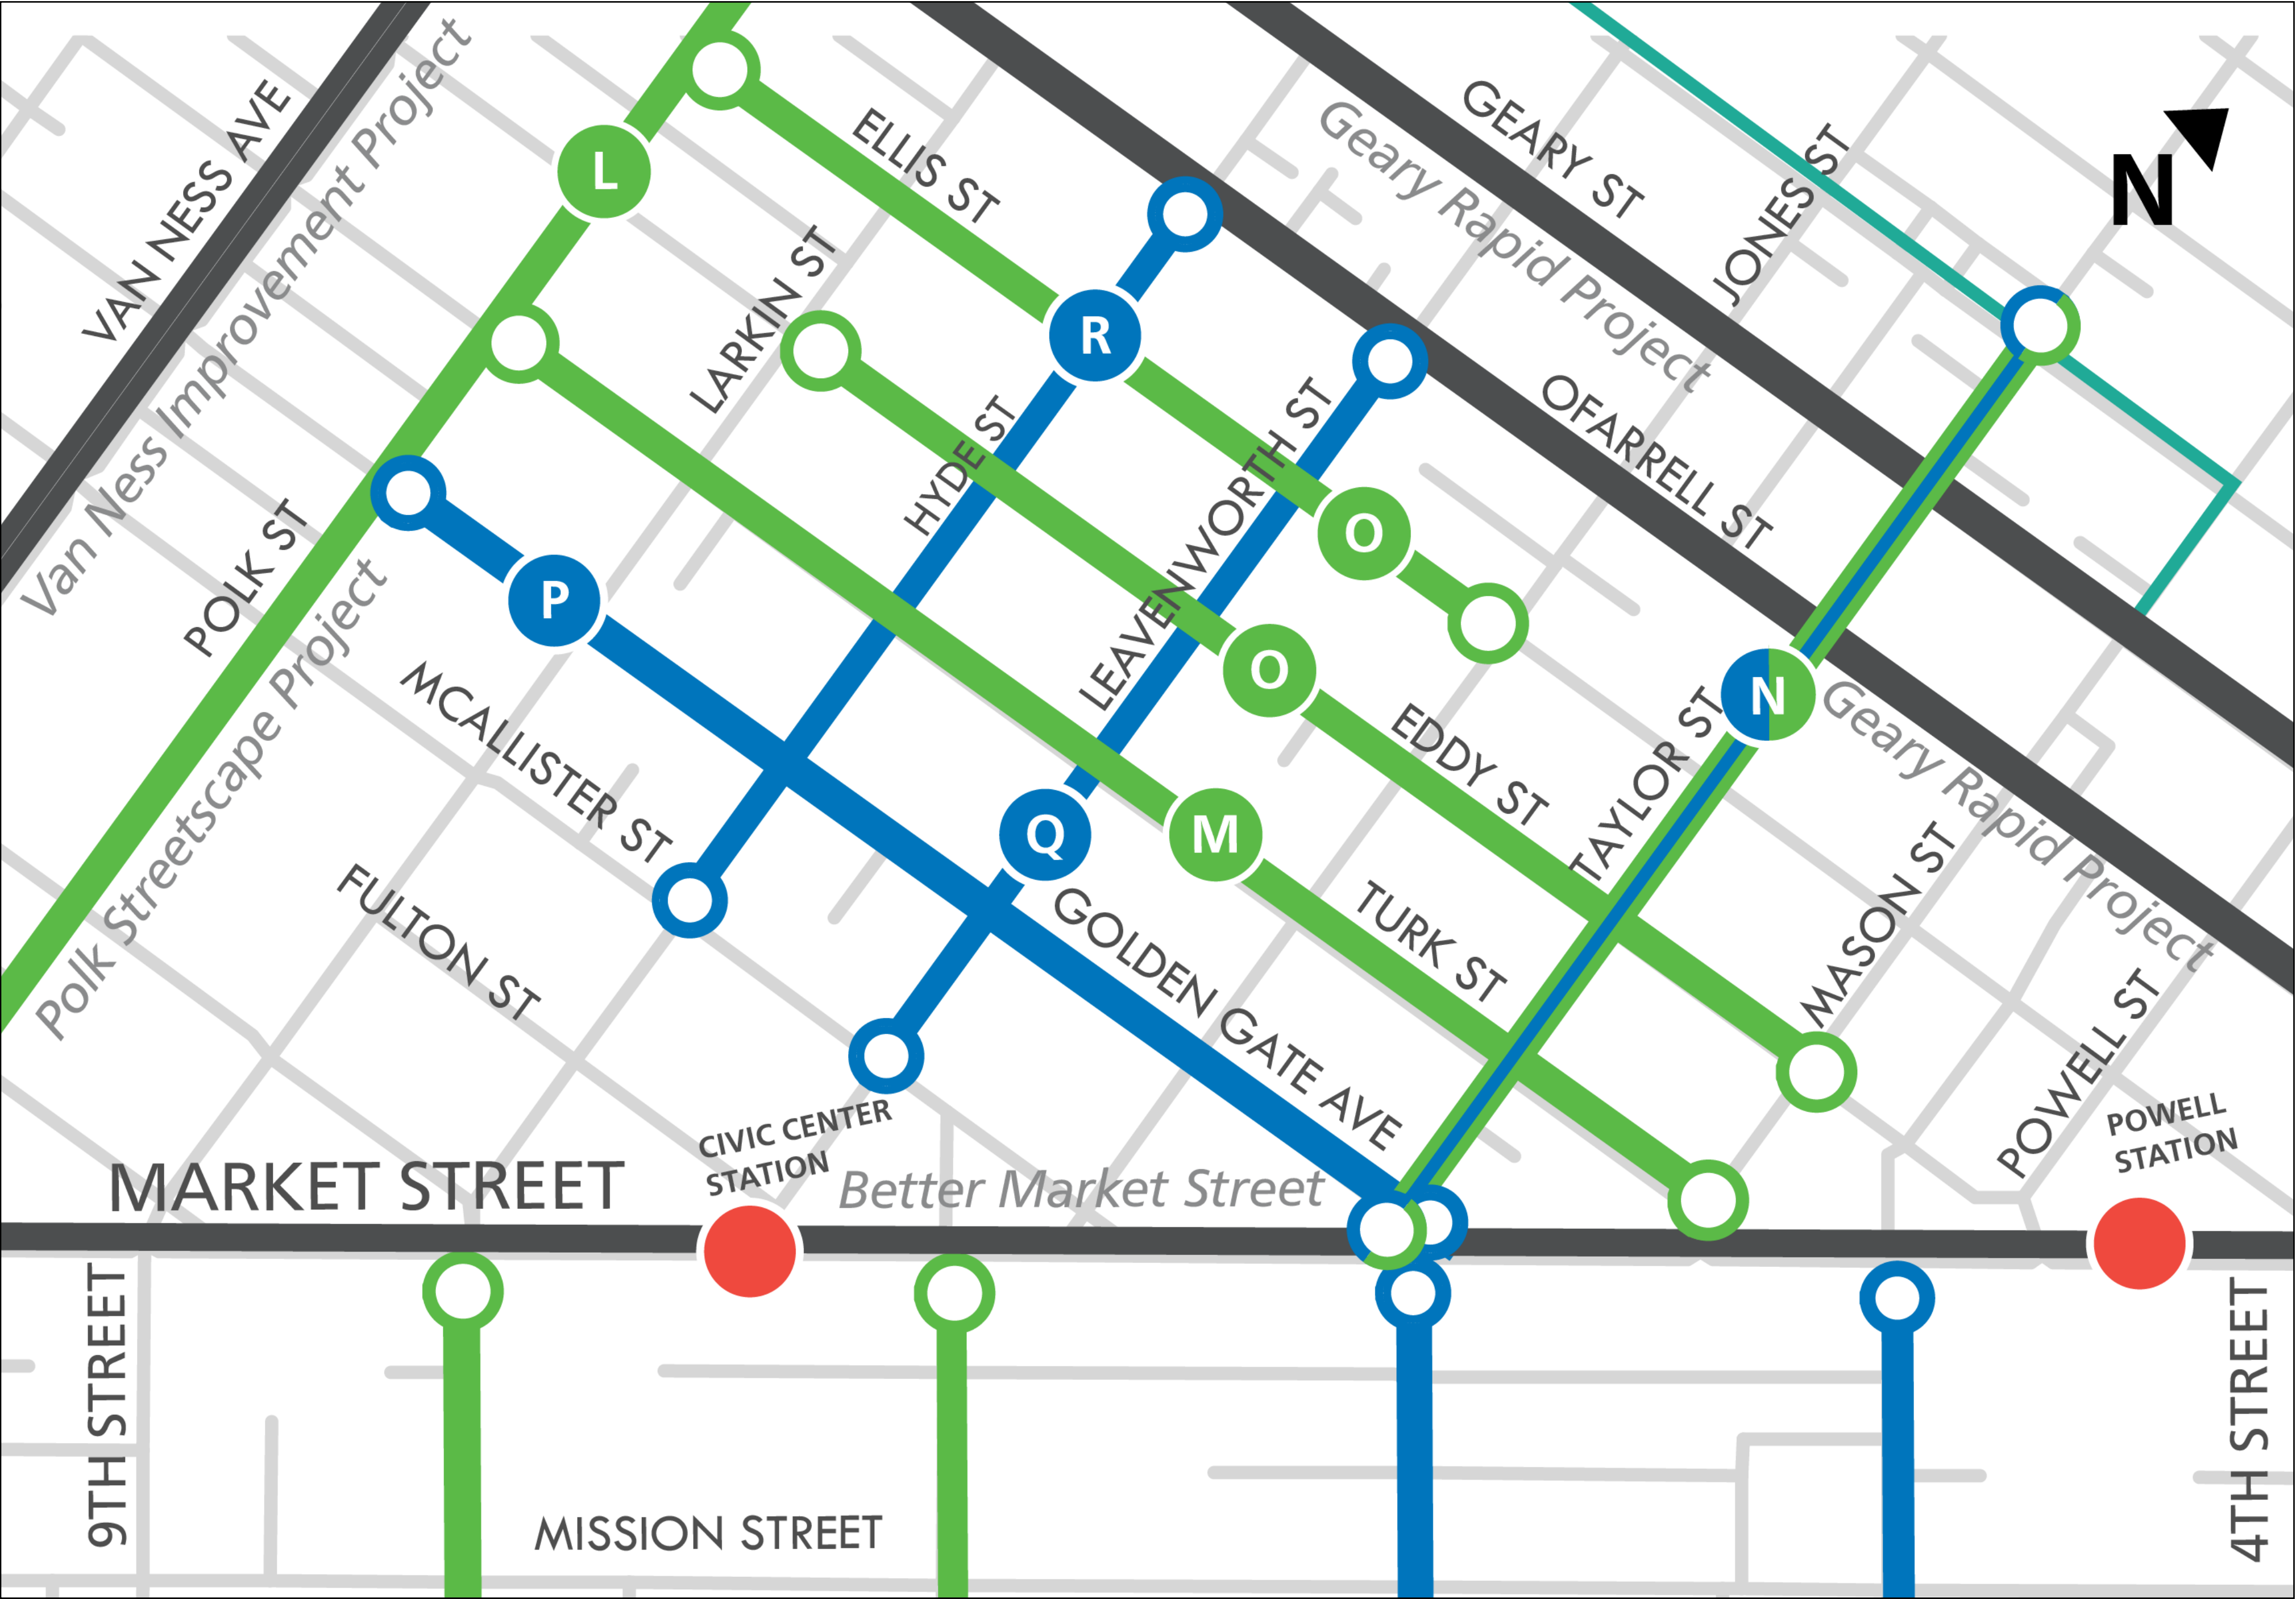 VAN NESS AVE
Van Ness Improvement Project
L
ELLIS ST
GEARY ST
Geary Rapid Project
JONES ST
N
LARKIN ST
R
HYDE ST
LEAVENWORTH ST
OFARRELL ST
POLK ST
Polk Streetscape Project
P
O
O
N
MCALLISTER ST
FULTON ST
Q
M
EDDY ST
TAYLOR ST
Geary Rapid Project
GOLDEN GATE AVE
TURK ST
MASON ST
POWELL ST
CIVIC CENTER
STATION
POWELL
STATION
MARKET STREET
Better Market Street
9TH STREET
MISSION STREET
4TH STREET